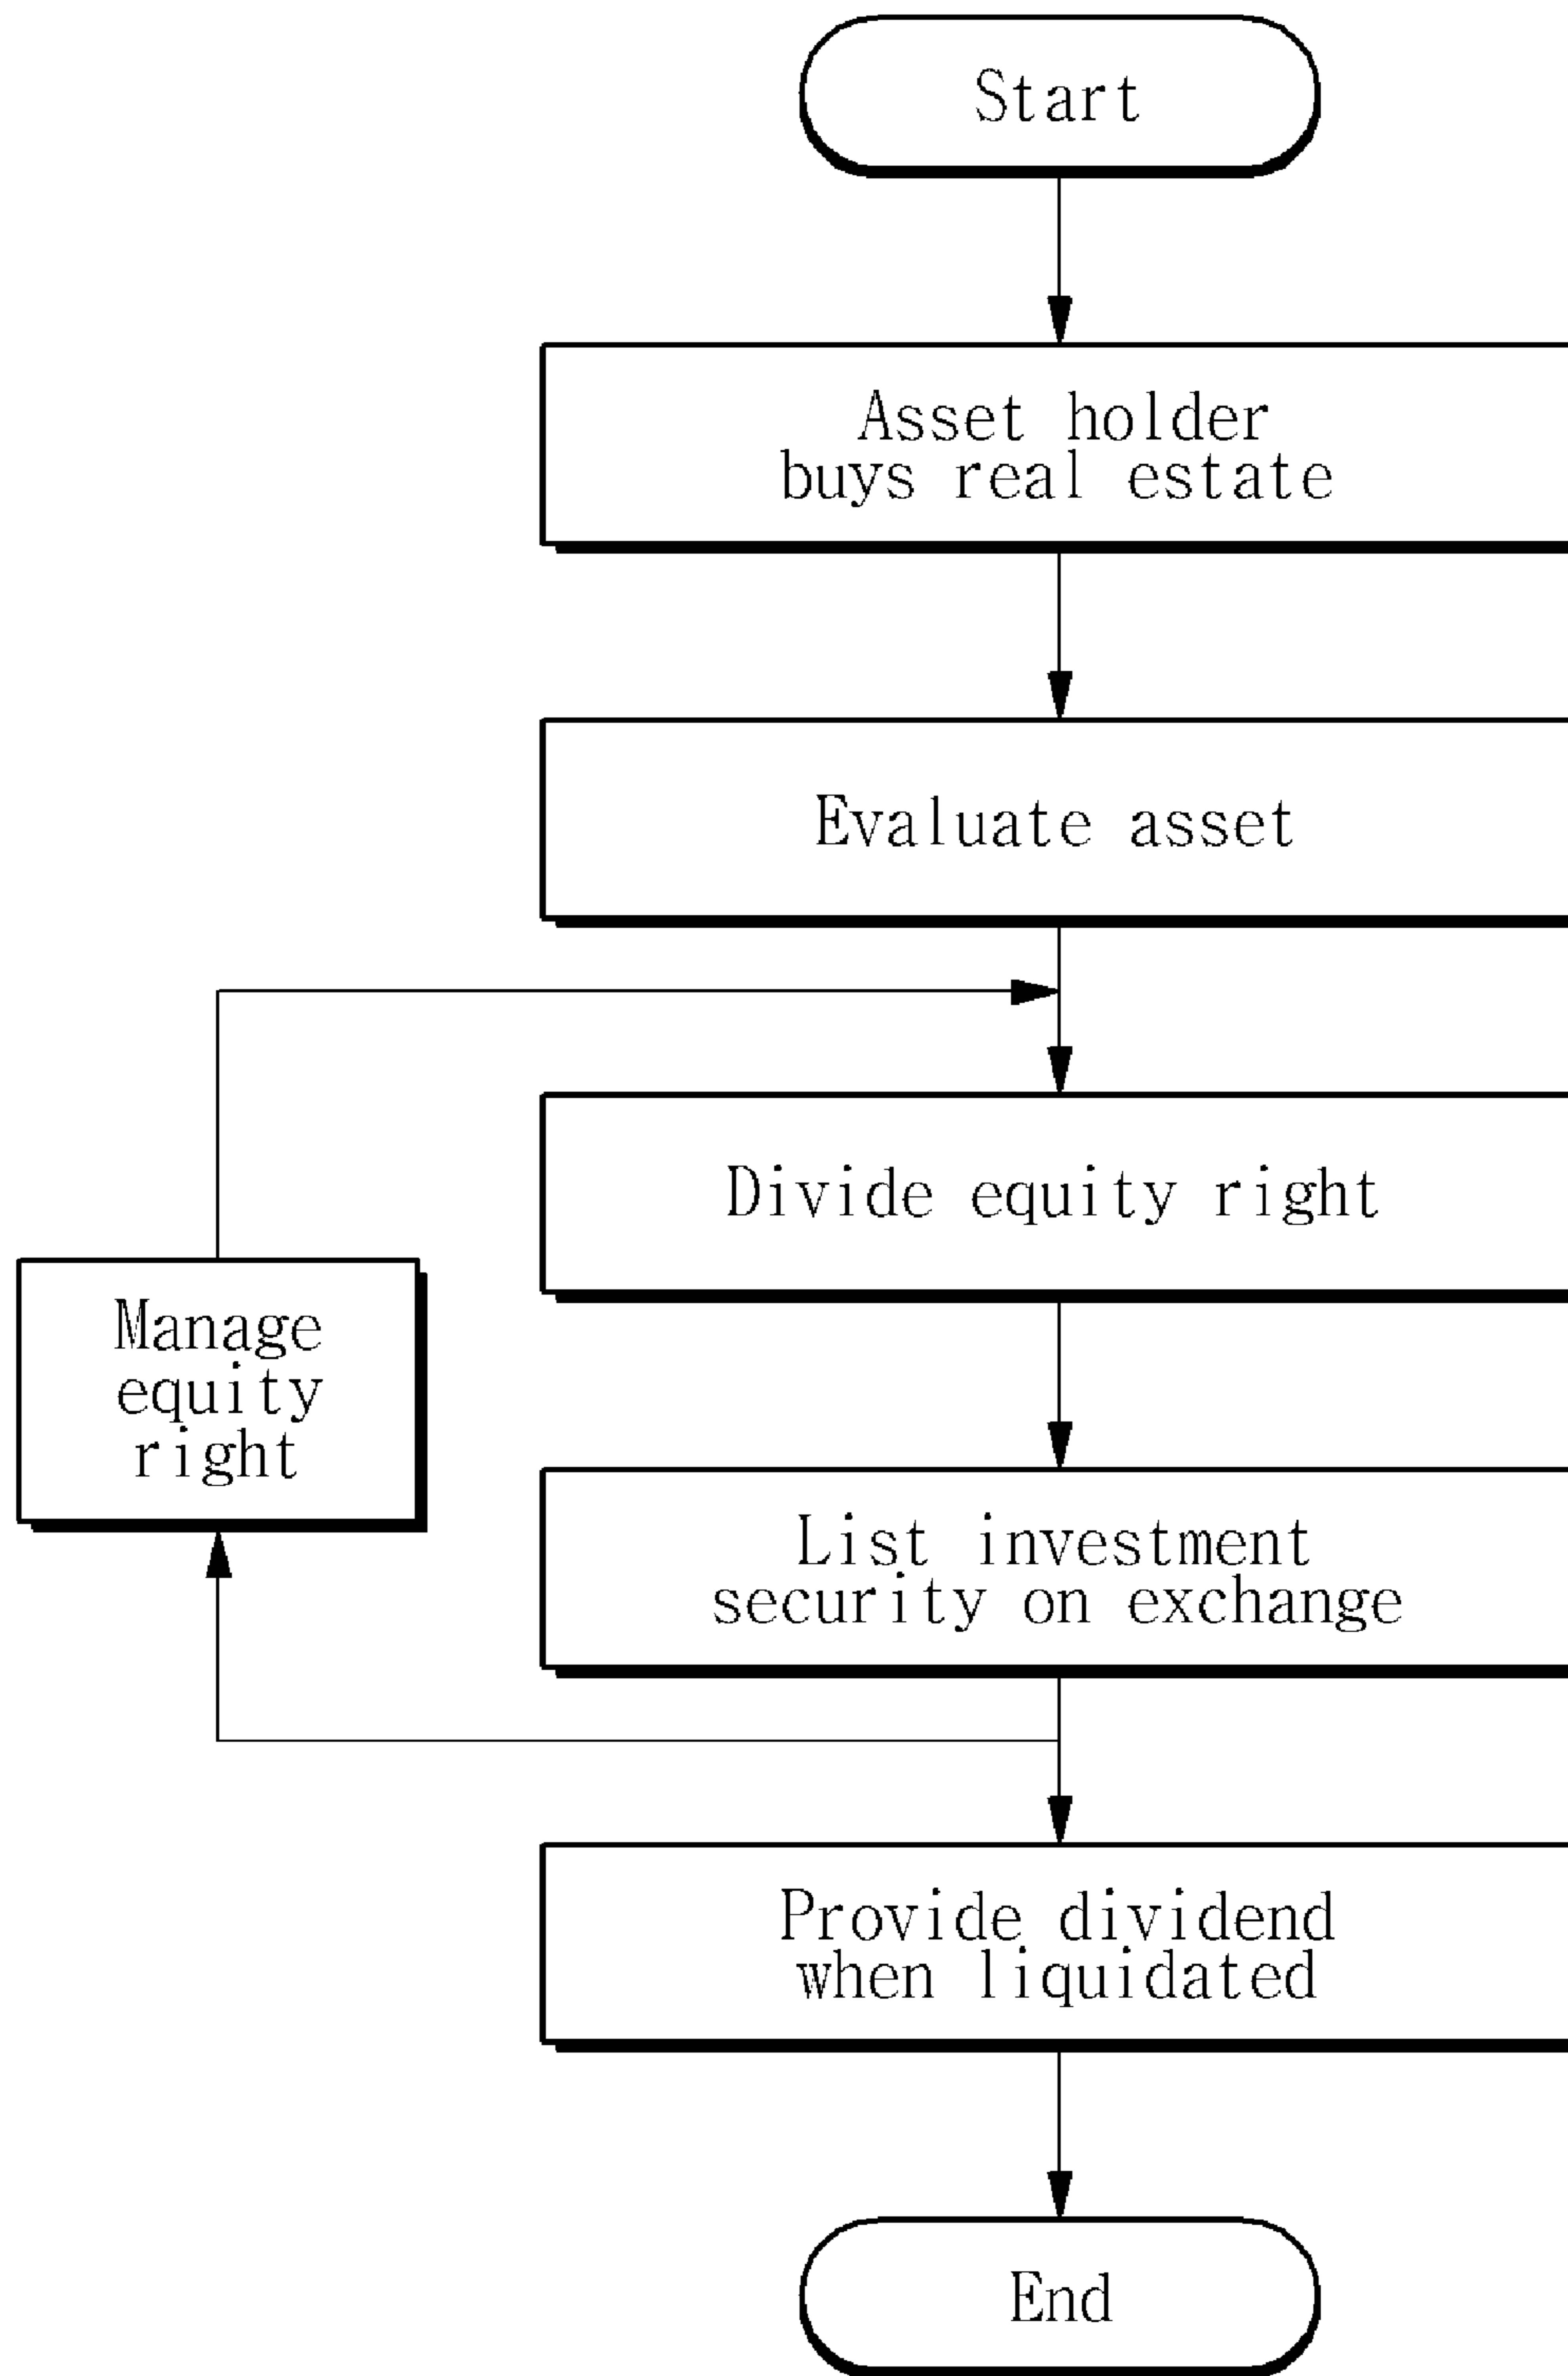 Start
Asset holder
buys real estate
Evaluate asset
Divide equity right
Manage
equity
right
List investment
security on exchange
Provide dividend
when liquidated
End